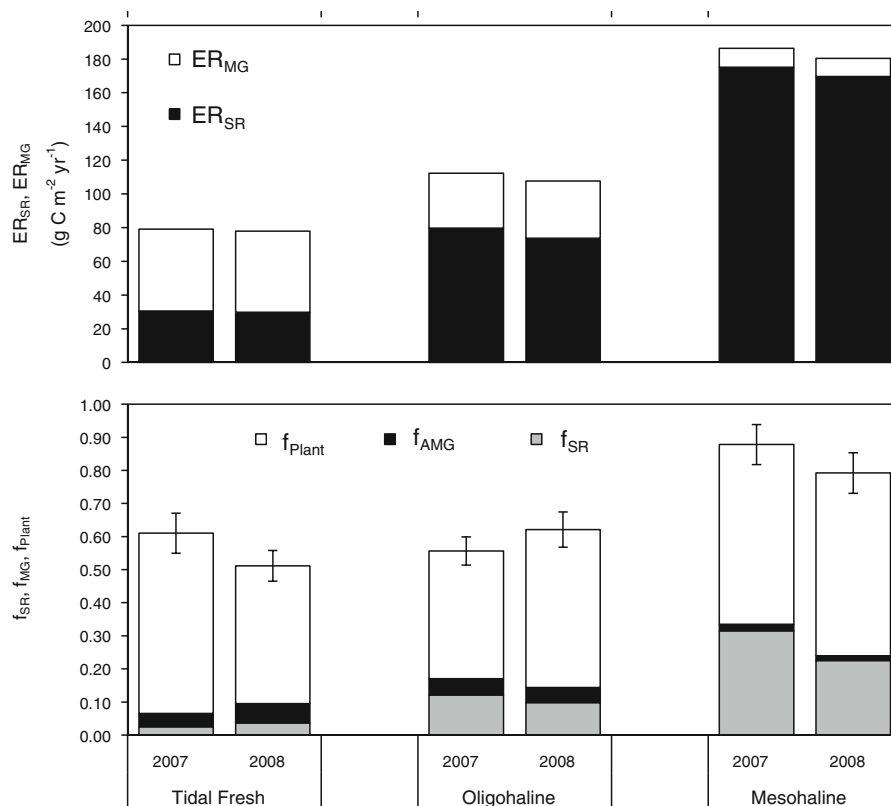 200
180
160
140
120
100
80
60
40
20
0
ER_SR, ER_MG
(g C m^-2 yr^-1)
ER_MG
ER_SR
1.00
0.90
0.80
0.70
0.60
0.50
0.40
0.30
0.20
0.10
0.00
f_SR, f_MG, f_Plant
f_Plant f_AMG f_SR
2007 2008 2007 2008 2007 2008
Tidal Fresh Oligohaline Mesohaline